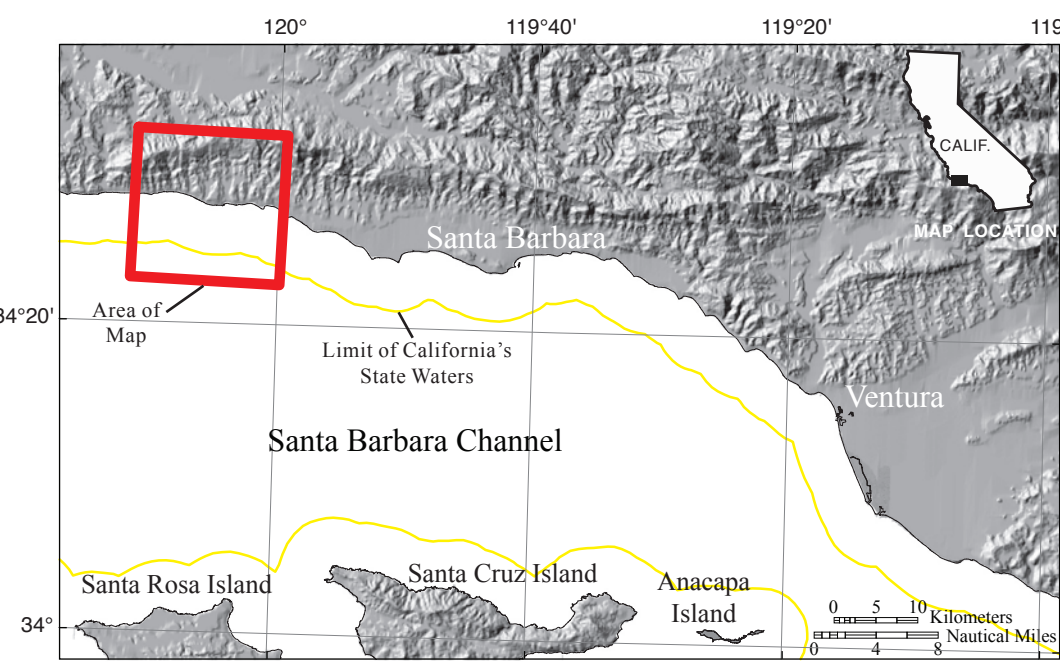 120°
119°40'
119°20'
119
CALIF.
MAP LOCATION
Santa Barbara
Area of
Map
34°20'
Limit of California's
State Waters
Ventura
Santa Barbara Channel
Santa Rosa Island
Santa Cruz Island
Anacapa
Island
34°
0 5 10 Kilometers
0 4 8 Nautical Miles